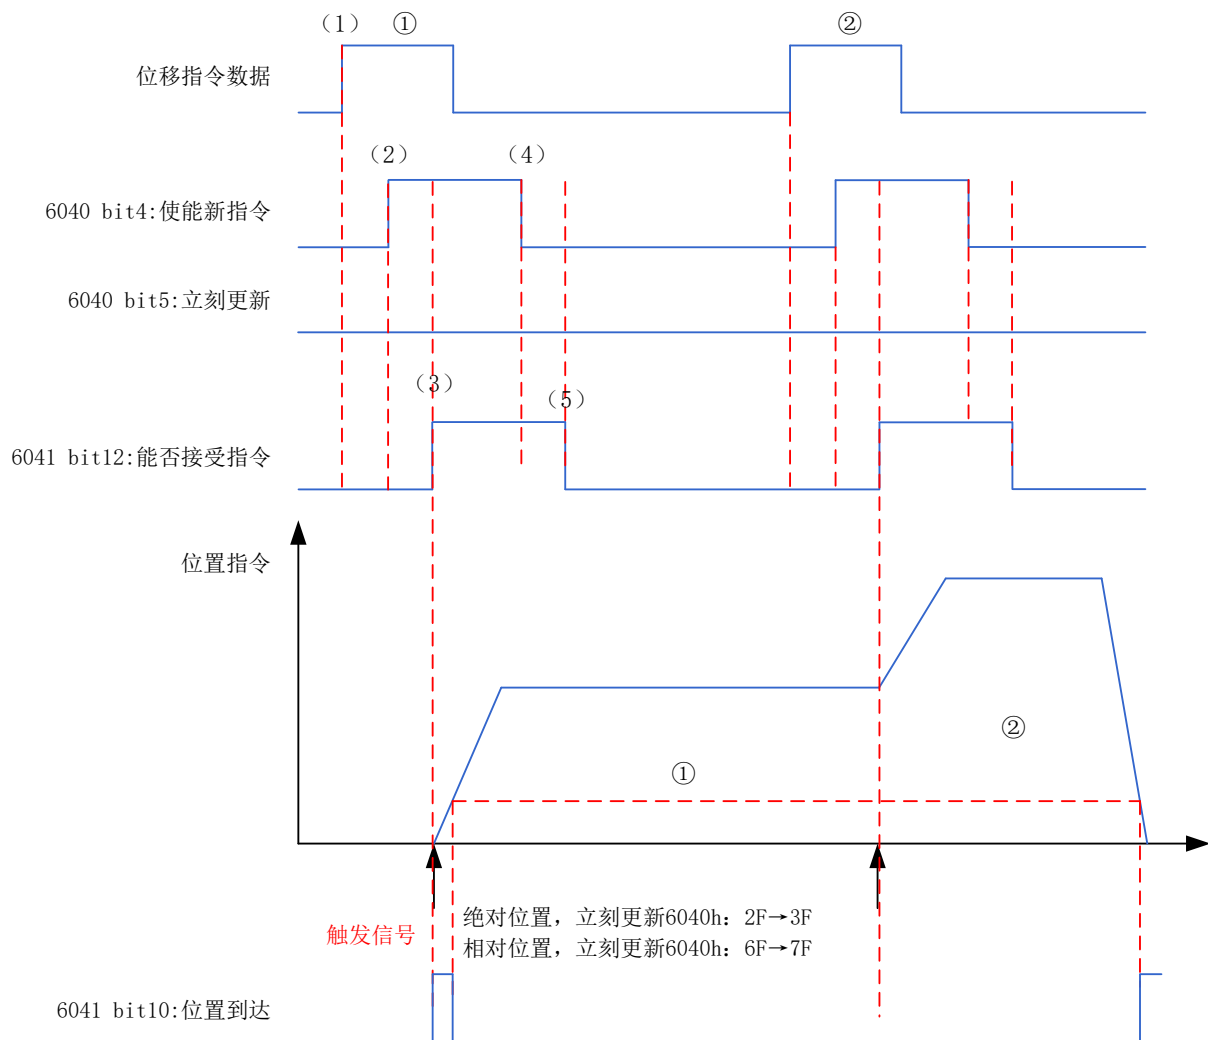 （1）
①
②
位移指令数据
（2）
（4）
6040 bit4:使能新指令
6040 bit5:立刻更新
（3）
（5）
6041 bit12:能否接受指令
位置指令
②
①
触发信号
绝对位置，立刻更新6040h：2F→3F
相对位置，立刻更新6040h：6F→7F
6041 bit10:位置到达